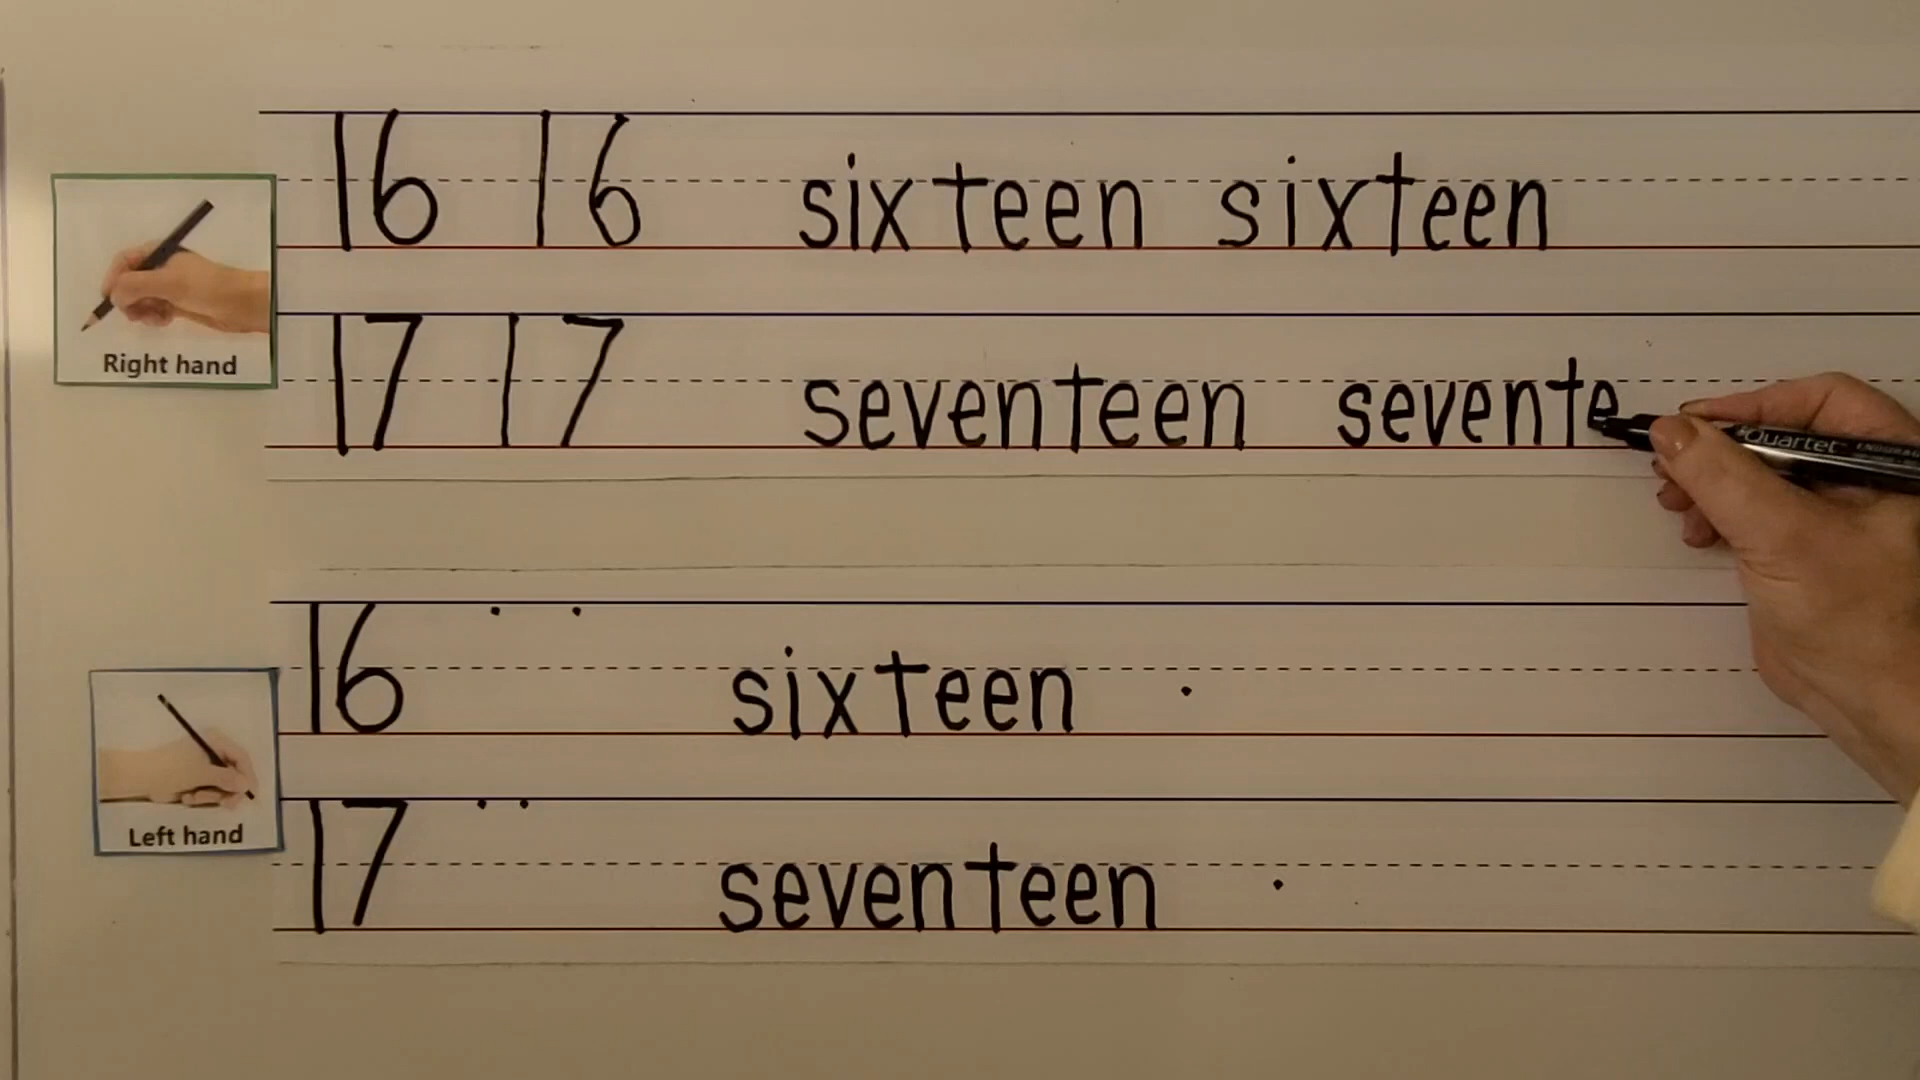 16 16 sixteen sixteen
Right hand
17 17 seventeen sevente
Quartet
16 sixteen
Left hand
17 seventeen